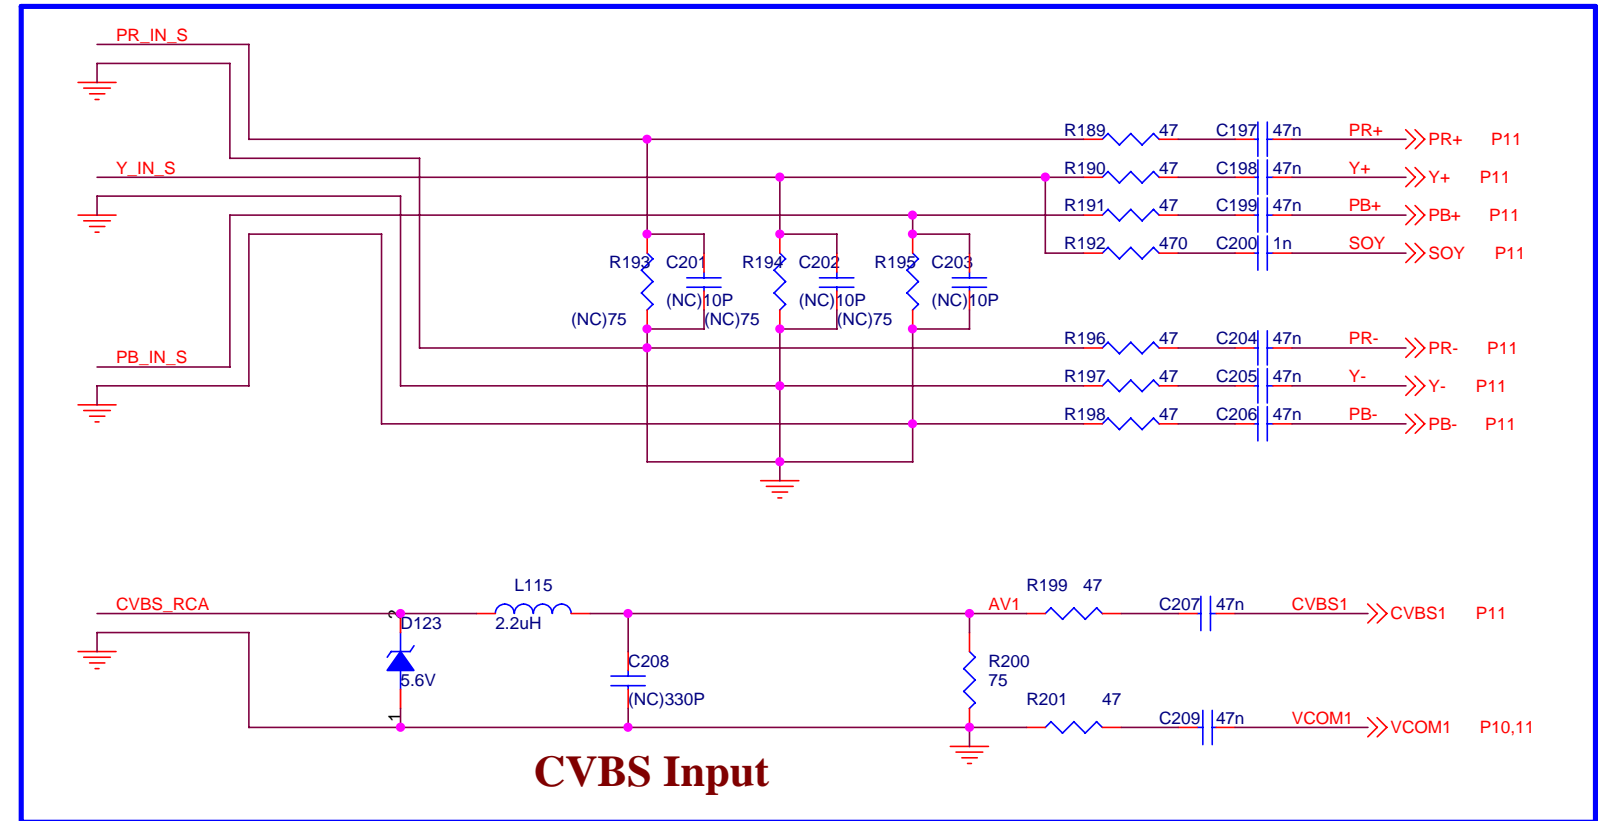 PR_IN_S
R189 47 C197 47n PR+ PR+ P11
Y_IN_S R190 47 C198 47n Y+ Y+ P11
R191 47 C199 47n PB+ PB+ P11
R192 470 C200 1n SOY SOY P11
R193 C201 R194 C202 R195 C203
(NC)10P (NC)10P (NC)10P
(NC)75 (NC)75 (NC)75
R196 47 C204 47n PR- PR- P11
PB_IN_S
R197 47 C205 47n Y- Y- P11
R198 47 C206 47n PB- PB- P11
L115 R199 47
CVBS_RCA 2 AV1 C207 47n CVBS1 CVBS1 P11
D123 2.2uH
C208 R200
5.6V 75
(NC)330P R201 47
1 C209 47n VCOM1 VCOM1 P10,11
CVBS Input